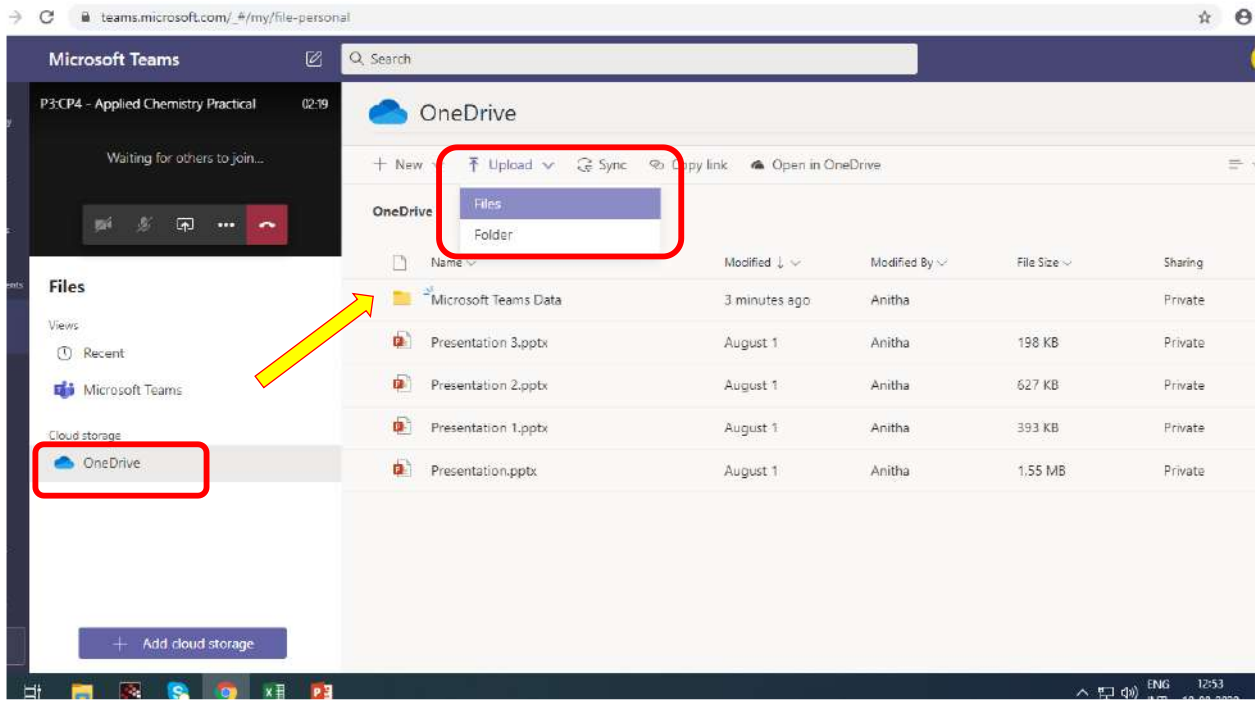 teams.microsoft.com/_#/my/file-personal
Microsoft Teams
Search
P3:CP4 - Applied Chemistry Practical 02:19
Waiting for others to join...
OneDrive
New Upload Sync Copy link Open in OneDrive
Files
Folder
OneDrive
Name Modified ↓ Modified By File Size Sharing
Microsoft Teams Data 3 minutes ago Anitha Private
Presentation 3.pptx August 1 Anitha 198 KB Private
Presentation 2.pptx August 1 Anitha 627 KB Private
Presentation 1.pptx August 1 Anitha 393 KB Private
Presentation.pptx August 1 Anitha 1.55 MB Private
Files
Views
Recent
Microsoft Teams
Cloud storage
OneDrive
+ Add cloud storage
ENG 12:53